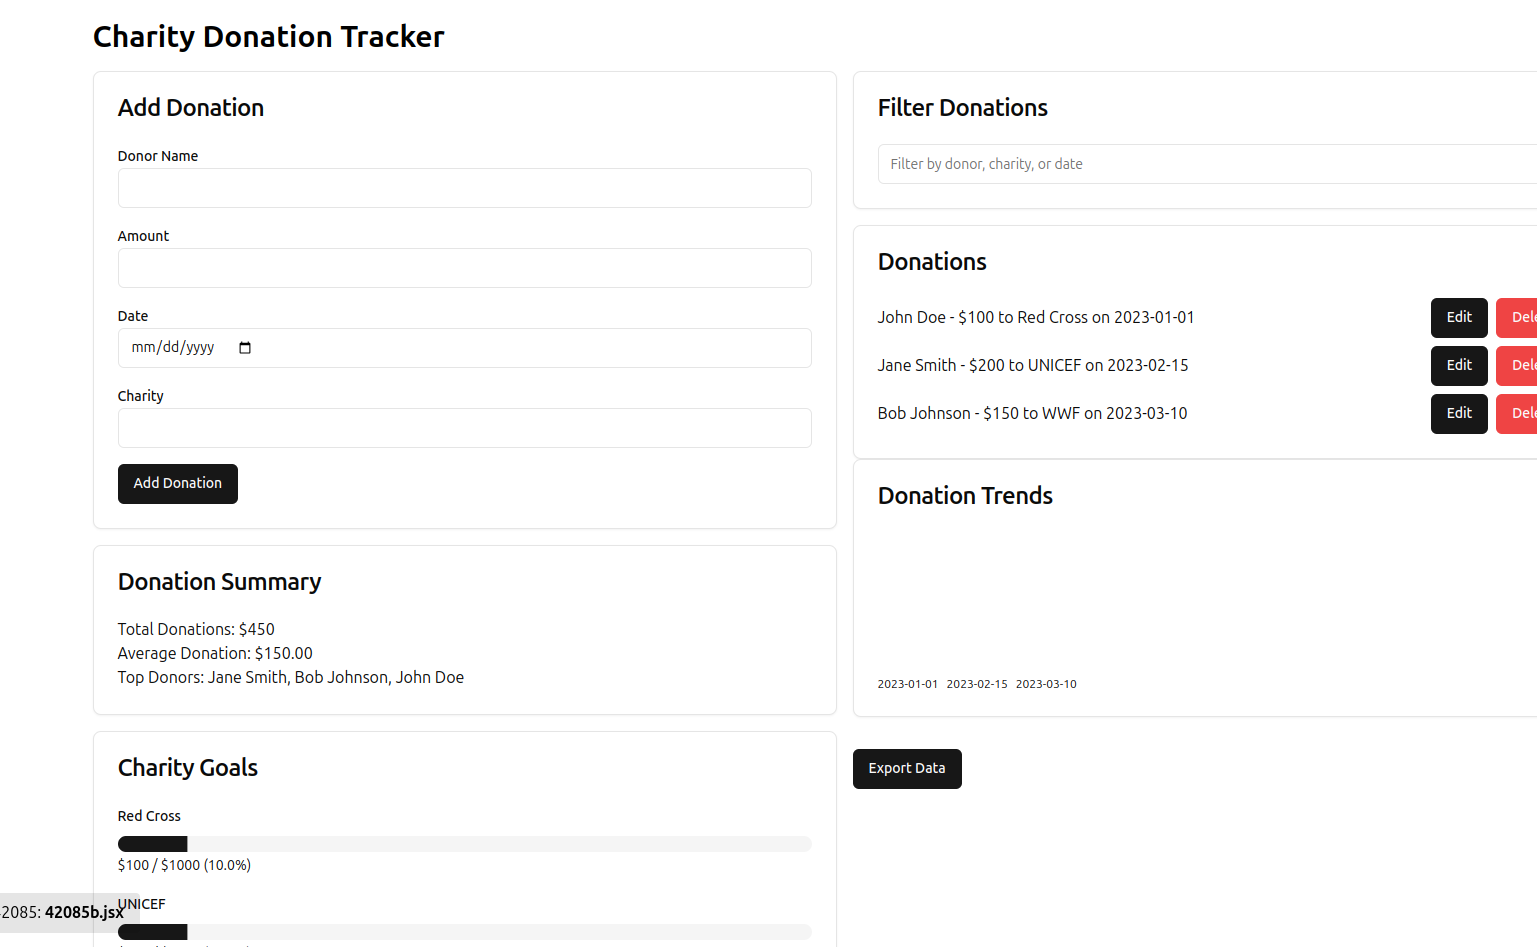 Charity Donation Tracker
Add Donation
Donor Name
Amount
Date
mm/dd/yyyy
Charity
Add Donation
Donation Summary
Total Donations: $450
Average Donation: $150.00
Top Donors: Jane Smith, Bob Johnson, John Doe
Charity Goals
Red Cross
$100 / $1000 (10.0%)
UNICEF
2085: 42085b.jsx
Filter Donations
Filter by donor, charity, or date
Donations
John Doe - $100 to Red Cross on 2023-01-01 Edit
Jane Smith - $200 to UNICEF on 2023-02-15 Edit
Bob Johnson - $150 to WWF on 2023-03-10 Edit
Donation Trends
2023-01-01 2023-02-15 2023-03-10
Export Data